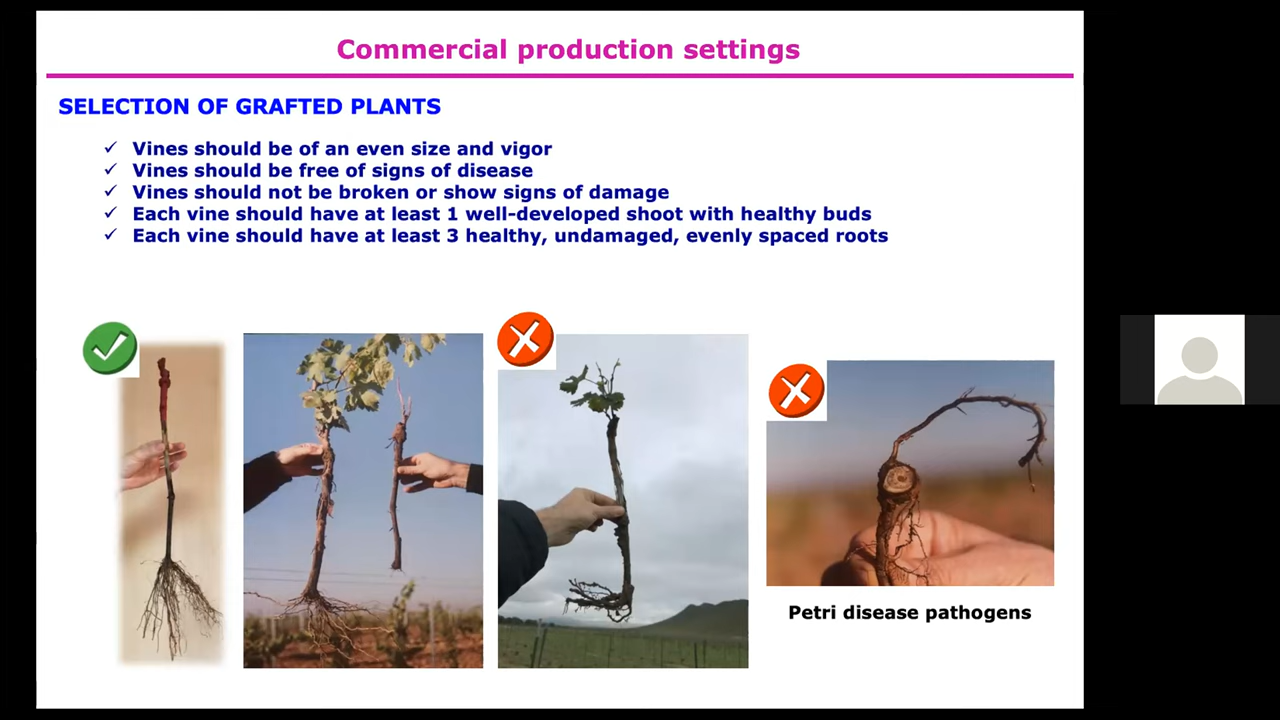 Commercial production settings
SELECTION OF GRAFTED PLANTS
✓ Vines should be of an even size and vigor
✓ Vines should be free of signs of disease
✓ Vines should not be broken or show signs of damage
✓ Each vine should have at least 1 well-developed shoot with healthy buds
✓ Each vine should have at least 3 healthy, undamaged, evenly spaced roots
Petri disease pathogens